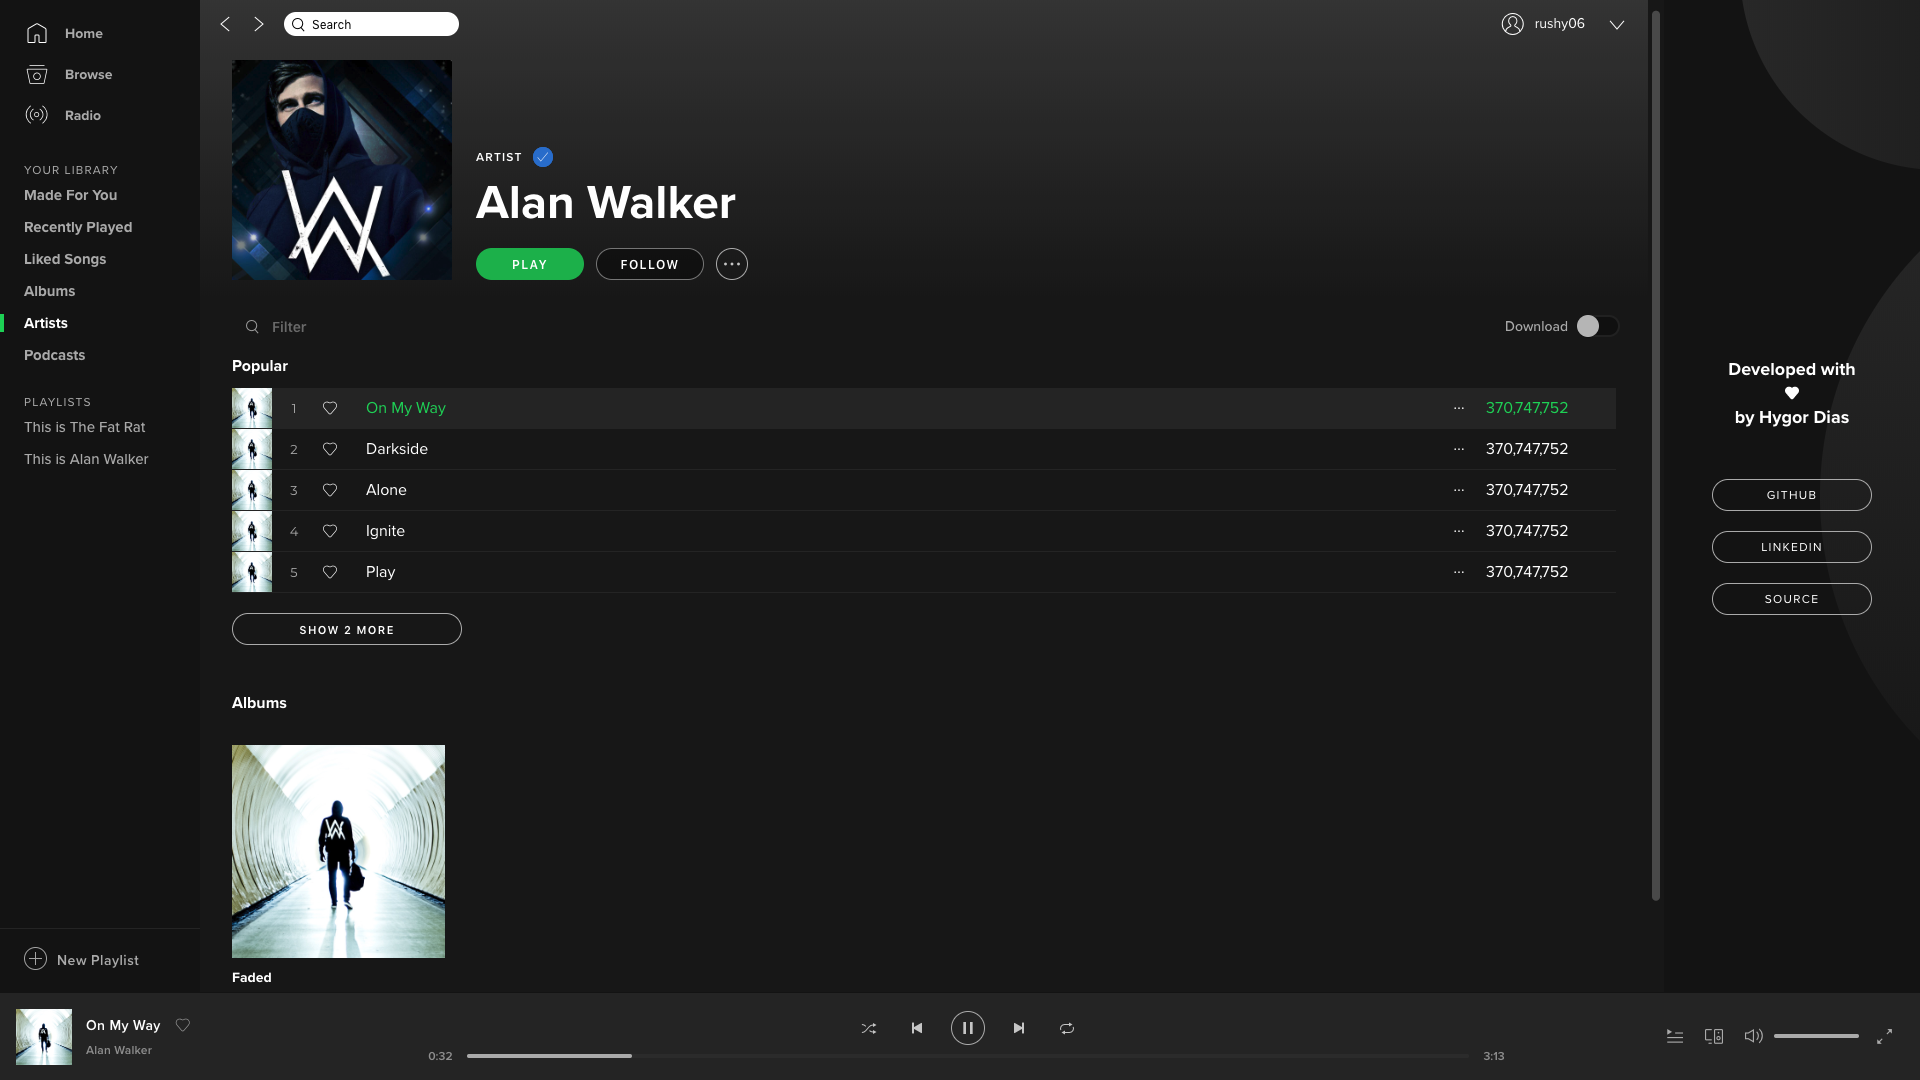 Home
Browse
Radio
YOUR LIBRARY
Made For You
Recently Played
Liked Songs
Albums
Artists
Podcasts
PLAYLISTS
This is The Fat Rat
This is Alan Walker
New Playlist
Search
rushy06
ARTIST
Alan Walker
PLAY
FOLLOW
Filter
Download
Popular
1 On My Way 370,747,752
2 Darkside 370,747,752
3 Alone 370,747,752
4 Ignite 370,747,752
5 Play 370,747,752
SHOW 2 MORE
Albums
Faded
Developed with
by Hygor Dias
GITHUB
LINKEDIN
SOURCE
On My Way
Alan Walker
0:32
3:13